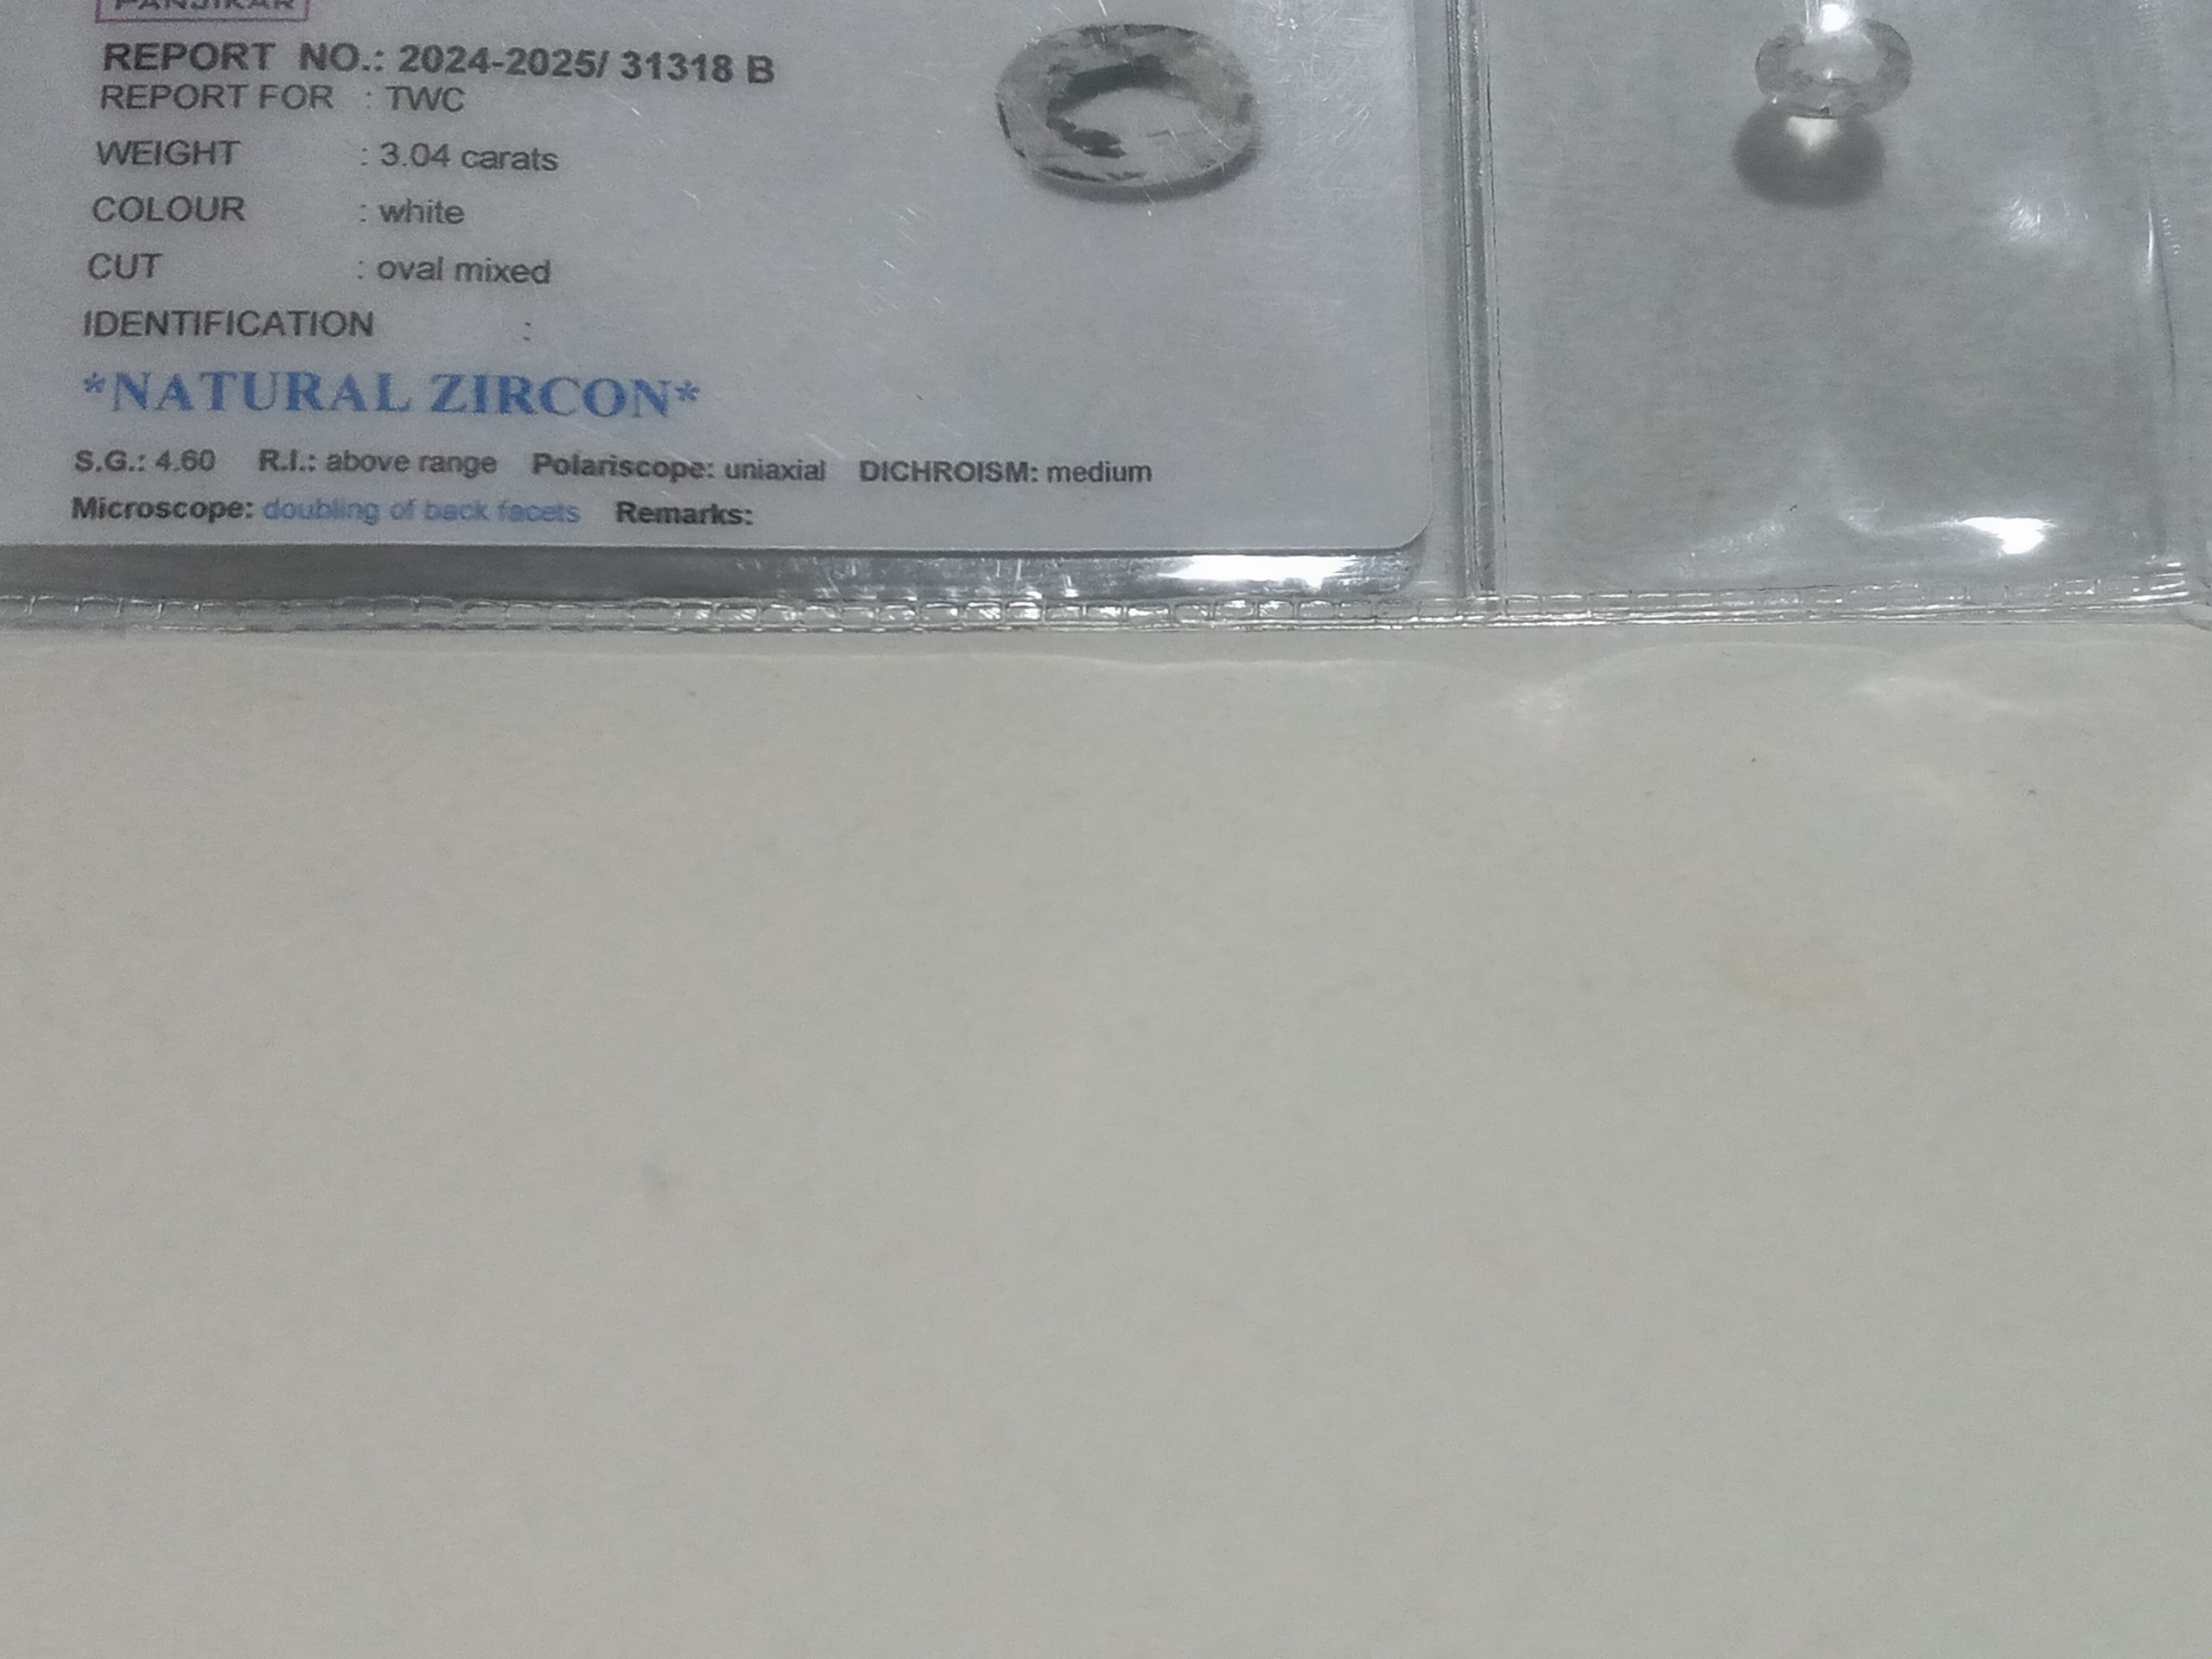 PANJIKAR
REPORT NO.: 2024-2025/ 31318 B
REPORT FOR : TWC
WEIGHT : 3.04 carats
COLOUR : white
CUT : oval mixed
IDENTIFICATION :
*NATURAL ZIRCON*
S.G.: 4.60 R.I.: above range Polariscope: uniaxial DICHROISM: medium
Microscope: doubling of back facets Remarks: